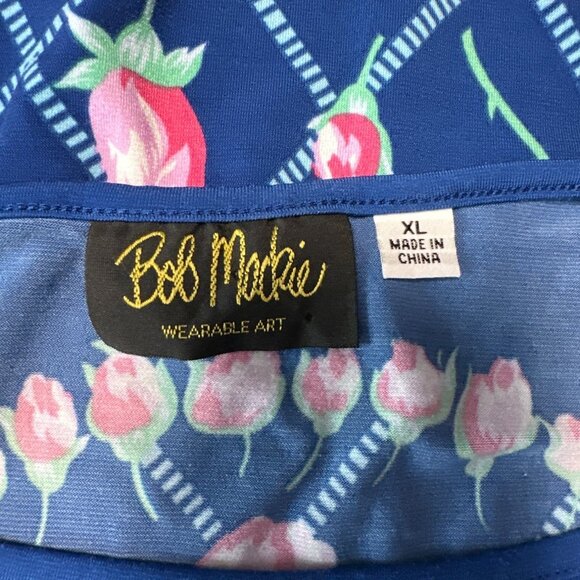 Bob Mackie
WEARABLE ART
XL
MADE IN
CHINA